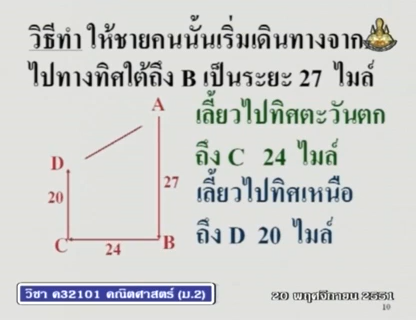 วิธีทำ ให้ชายคนนั้นเริ่มเดินทางจาก
ไปทางทิศใต้ถึง B เป็นระยะ 27 ไมล์
เลี้ยวไปทิศตะวันตก
ถึง C 24 ไมล์
เลี้ยวไปทิศเหนือ
ถึง D 20 ไมล์
A
D
20
27
C
24
B
วิชา ค32101 คณิตศาสตร์ (ม.2)
20 พฤศจิกายน 2551
10